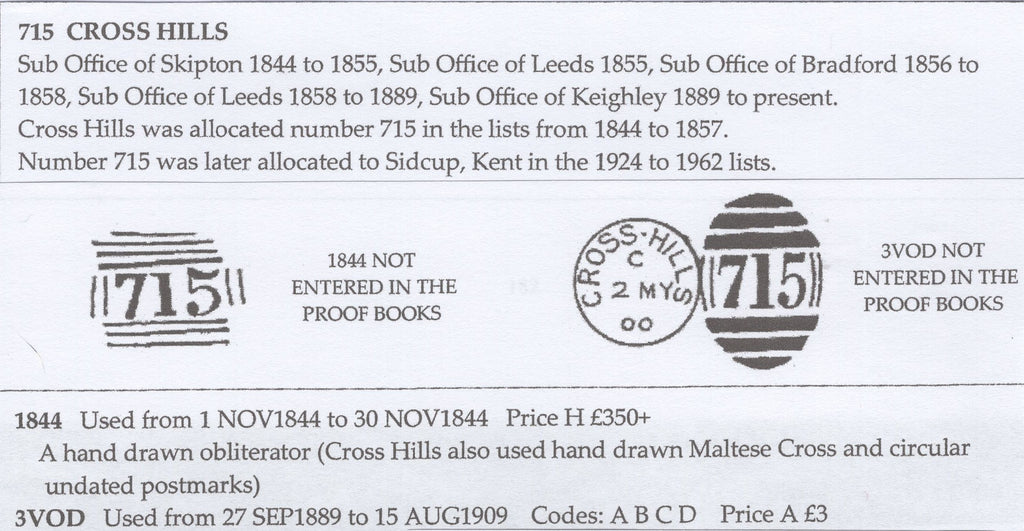 715 CROSS HILLS
Sub Office of Skipton 1844 to 1855, Sub Office of Leeds 1855, Sub Office of Bradford 1856 to
1858, Sub Office of Leeds 1858 to 1889, Sub Office of Keighley 1889 to present.
Cross Hills was allocated number 715 in the lists from 1844 to 1857.
Number 715 was later allocated to Sidcup, Kent in the 1924 to 1962 lists.
715
1844 NOT
ENTERED IN THE
PROOF BOOKS
CROSS-HILLS
C
2 MY
00
715
3VOD NOT
ENTERED IN THE
PROOF BOOKS
1844 Used from 1 NOV1844 to 30 NOV1844 Price H £350+
A hand drawn obliterator (Cross Hills also used hand drawn Maltese Cross and circular
undated postmarks)
3VOD Used from 27 SEP1889 to 15 AUG1909 Codes: A B C D Price A £3